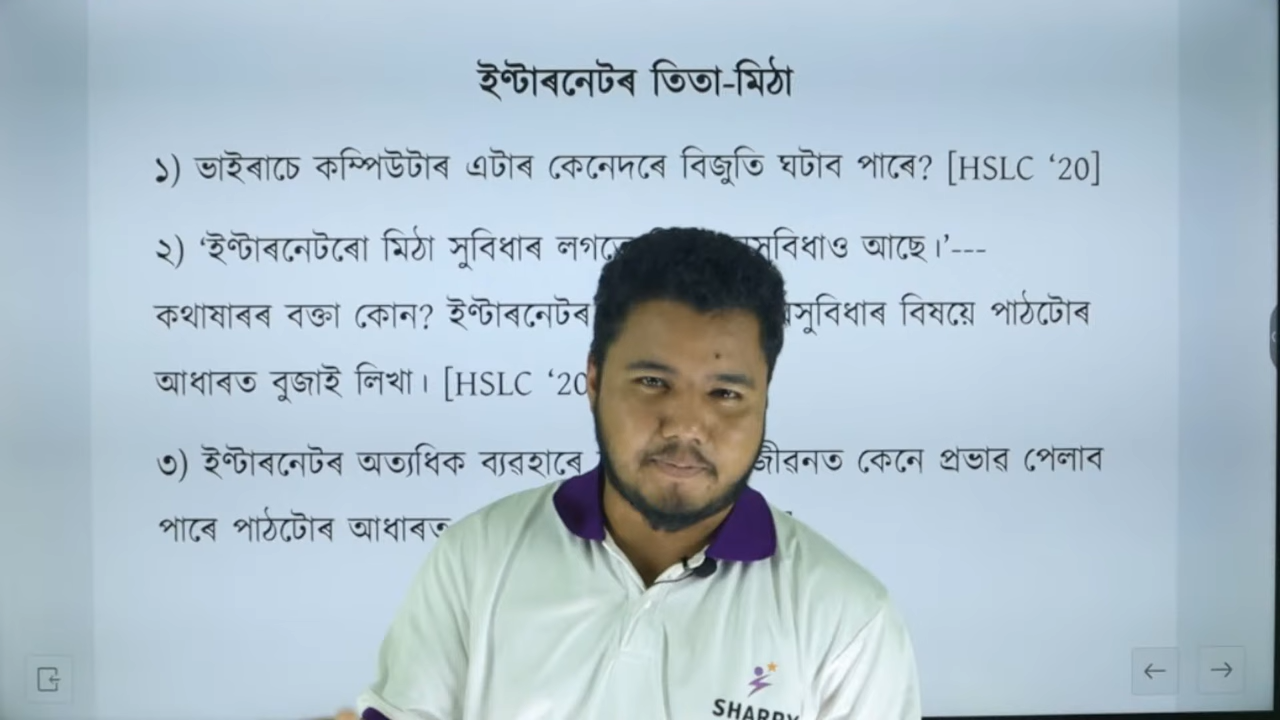 ইণ্টাৰনেটৰ তিতা-মিঠা
১) ভাইৰাচে কম্পিউটাৰ এটাৰ কেনেদৰে বিজুতি ঘটাব পাৰে? [HSLC ‘20]
২) ‘ইণ্টাৰনেটৰো মিঠা সুবিধাৰ আছে।’---
কথাষাৰৰ বক্তা কোন? ইণ্টাৰনেটৰ বিষয়ে পাঠটোৰ
আধাৰত বুজাই লিখা। [HSLC ‘20
৩) ইণ্টাৰনেটৰ অত্যধিক ব্যৱহাৰে জীৱনত কেনে প্ৰভাৱ পেলাব
পাৰে পাঠটোৰ আধাৰত